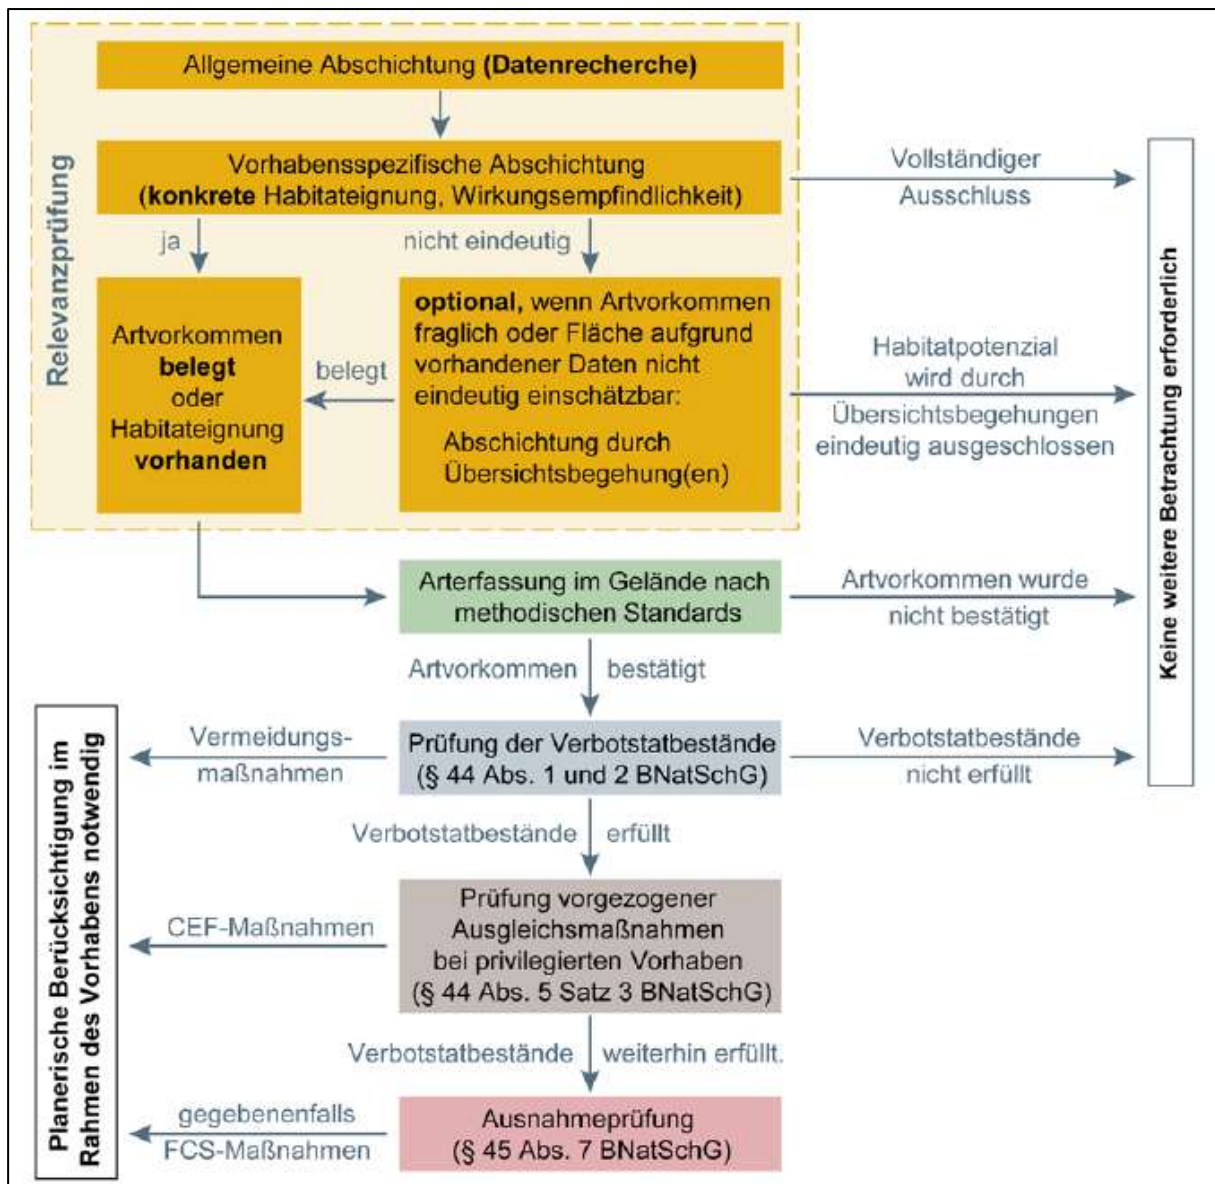 Relevanzprüfung
Allgemeine Abschichtung (Datenrecherche)
Vorhabensspezifische Abschichtung
(konkrete Habitateignung, Wirkungsempfindlichkeit)
Vollständiger
Ausschluss
ja
nicht eindeutig
Artvorkommen
belegt
oder
Habitateignung
vorhanden
belegt
optional, wenn Artvorkommen
fraglich oder Fläche aufgrund
vorhandener Daten nicht
eindeutig einschätzbar:
Abschichtung durch
Übersichtsbegehung(en)
Habitatpotenzial
wird durch
Übersichtsbegehungen
eindeutig ausgeschlossen
Keine weitere Betrachtung erforderlich
Arterfassung im Gelände nach
methodischen Standards
Artvorkommen wurde
nicht bestätigt
Artvorkommen bestätigt
Planerische Berücksichtigung im
Rahmen des Vorhabens notwendig
Vermeidungs-
maßnahmen
Prüfung der Verbotstatbestände
(§ 44 Abs. 1 und 2 BNatSchG)
Verbotstatbestände
nicht erfüllt
Verbotstatbestände erfüllt
CEF-Maßnahmen
Prüfung vorgezogener
Ausgleichsmaßnahmen
bei privilegierten Vorhaben
(§ 44 Abs. 5 Satz 3 BNatSchG)
Verbotstatbestände weiterhin erfüllt.
gegebenenfalls
FCS-Maßnahmen
Ausnahmeprüfung
(§ 45 Abs. 7 BNatSchG)